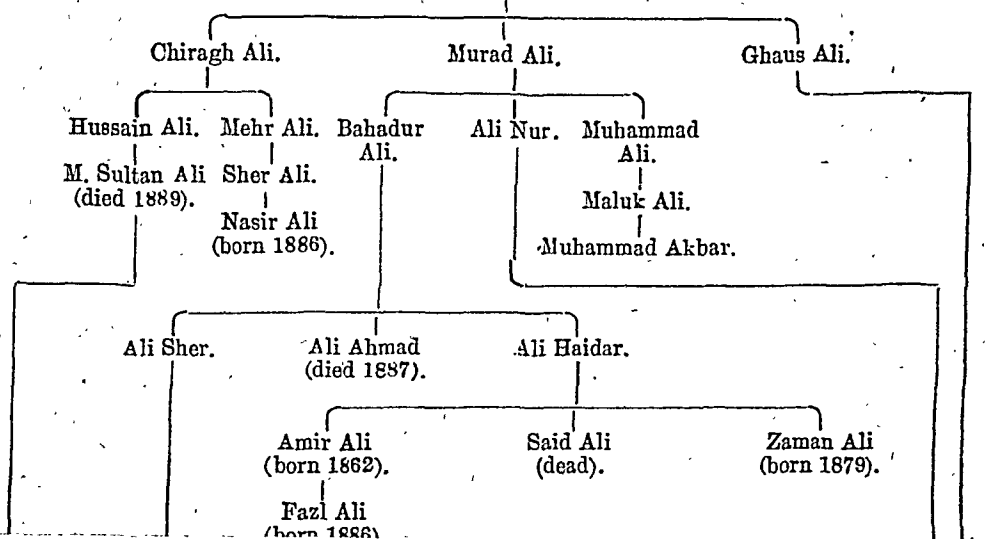 Chiragh Ali. Murad Ali. Ghaus Ali.
Hussain Ali. Mehr Ali. Bahadur Ali. Ali Nur. Muhammad Ali.
M. Sultan Ali (died 1889). Sher Ali. Maluk Ali.
Nasir Ali (born 1886). Muhammad Akbar.
Ali Sher. Ali Ahmad (died 1887). Ali Haidar.
Amir Ali (born 1862). Said Ali (dead). Zaman Ali (born 1879).
Fazl Ali
(born 1886)